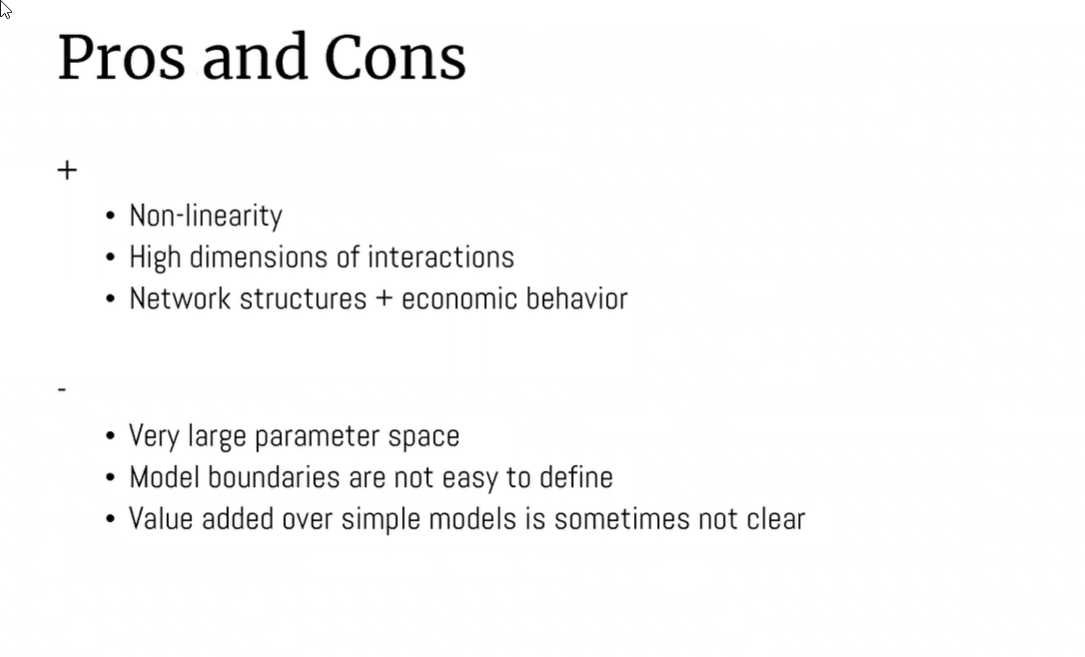 Pros and Cons
+
• Non-linearity
• High dimensions of interactions
• Network structures + economic behavior
-
• Very large parameter space
• Model boundaries are not easy to define
• Value added over simple models is sometimes not clear